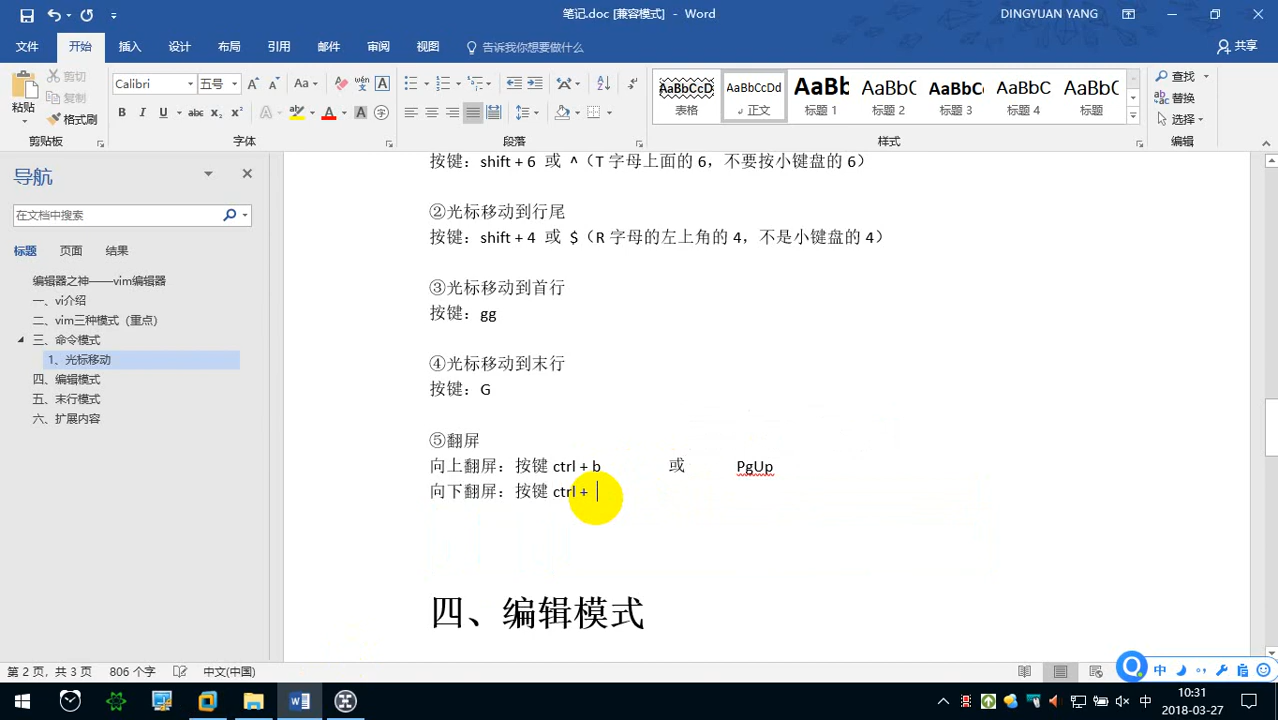 笔记.doc [兼容模式] - Word
DINGYUAN YANG
文件 开始 插入 设计 布局 引用 邮件 审阅 视图 告诉我你想要做什么 共享
粘贴
剪切
复制
格式刷
剪贴板
Calibri 五号
字体
段落
AaBbCcD 表格
AaBbCcDd 正文
AaBb 标题 1
AaBbC 标题 2
AaBbC 标题 3
AaBbC 标题 4
AaBbC 标题
样式
查找
替换
选择
编辑
导航
在文档中搜索
标题 页面 结果
编辑器之神——vim编辑器
一、vi介绍
二、vim三种模式（重点）
三、命令模式
1、光标移动
四、编辑模式
五、末行模式
六、扩展内容
按键：shift + 6 或 ^（T 字母上面的 6，不要按小键盘的 6）
②光标移动到行尾
按键：shift + 4 或 $（R 字母的左上角的 4，不是小键盘的 4）
③光标移动到首行
按键：gg
④光标移动到末行
按键：G
⑤翻屏
向上翻屏：按键 ctrl + b 或 PgUp
向下翻屏：按键 ctrl +
四、编辑模式
第 2 页，共 3 页 806 个字 中文(中国)
中
中
10:31
2018-03-27